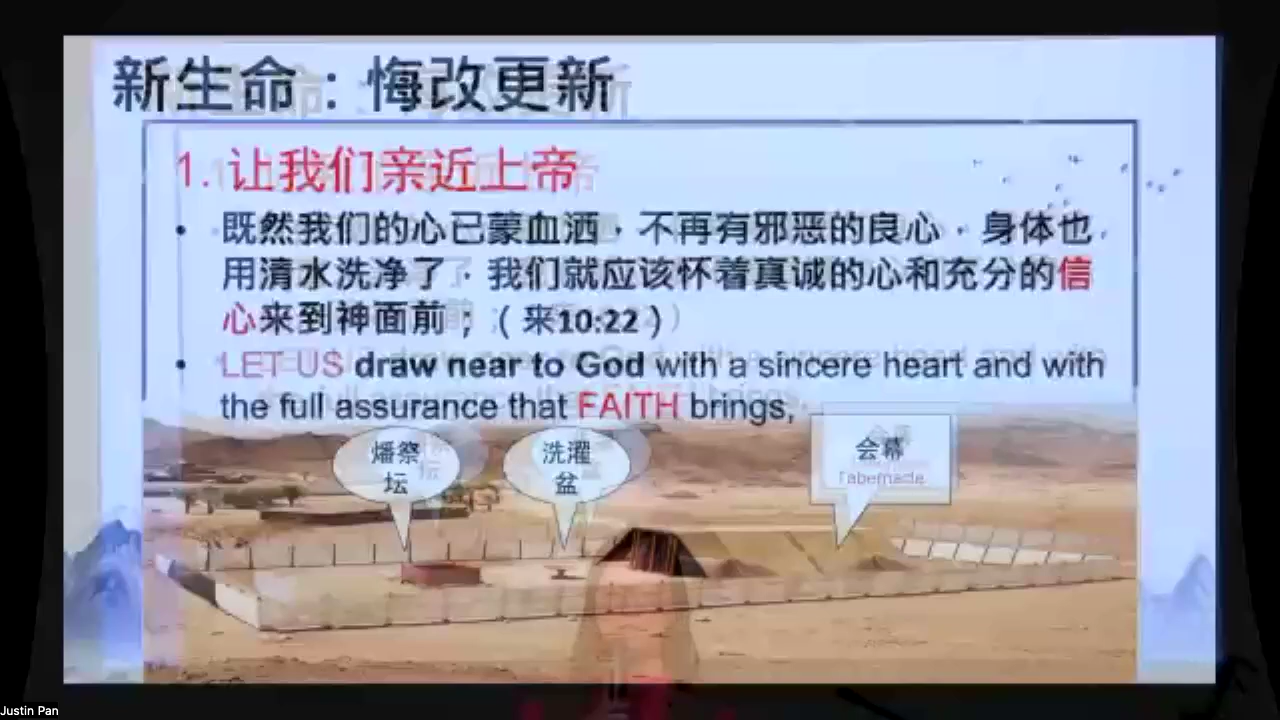 新生命：悔改更新
1. 让我们亲近上帝
• 既然我们的心已蒙血洒，不再有邪恶的良心，身体也
用清水洗净了，我们就应该怀着真诚的心和充分的信
心来到神面前；（来10:22）
• LET US draw near to God with a sincere heart and with
the full assurance that FAITH brings,
燔祭
坛
洗濯
盆
会幕
Tabernacle
Justin Pan